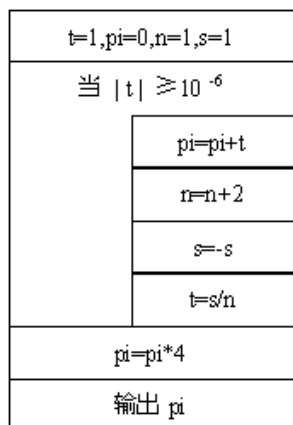 t=1,pi=0,n=1,s=1
当 |t| ≥10 -6
pi=pi+t
n=n+2
s=-s
t=s/n
pi=pi*4
输出 pi